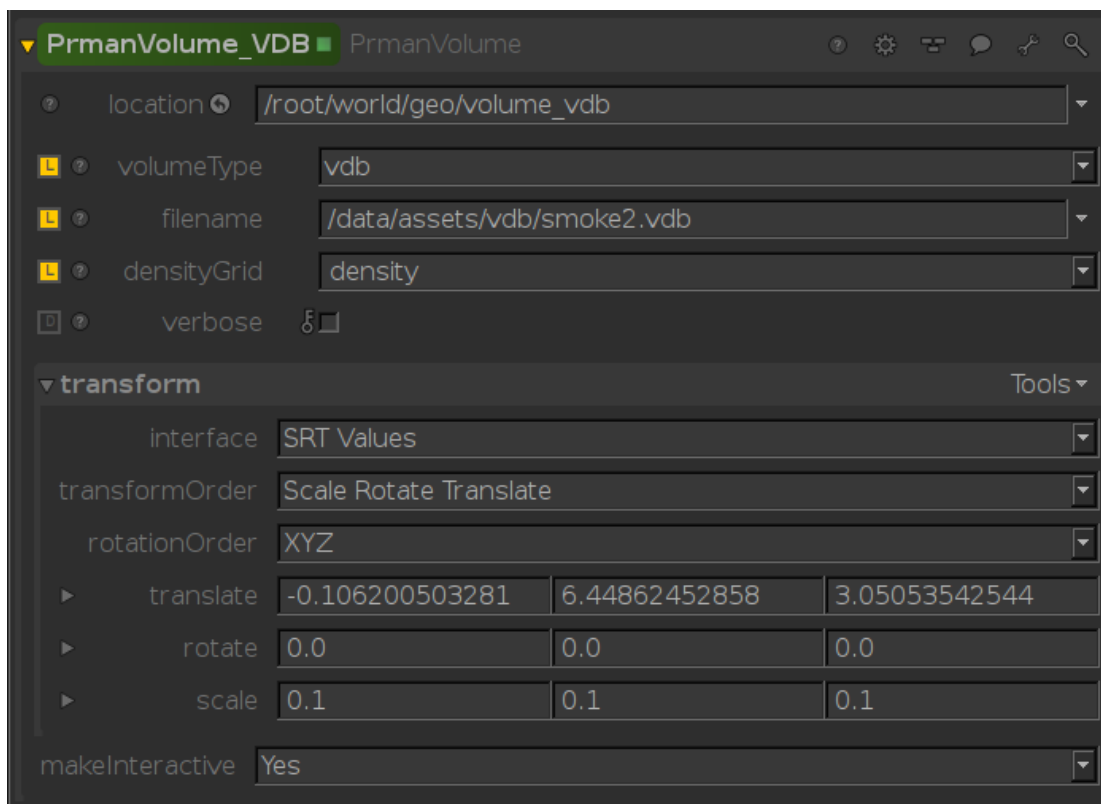 PrmanVolume_VDB PrmanVolume ?
? location /root/world/geo/volume_vdb
L ? volumeType vdb
L ? filename /data/assets/vdb/smoke2.vdb
L ? densityGrid density
D ? verbose
transform Tools
interface SRT Values
transformOrder Scale Rotate Translate
rotationOrder XYZ
translate -0.106200503281 6.44862452858 3.05053542544
rotate 0.0 0.0 0.0
scale 0.1 0.1 0.1
makeInteractive Yes